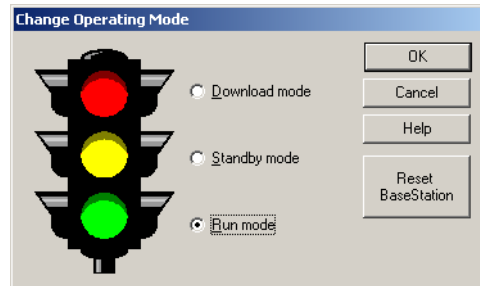 Change Operating Mode
OK
Download mode
Cancel
Help
Standby mode
Reset
BaseStation
Run mode